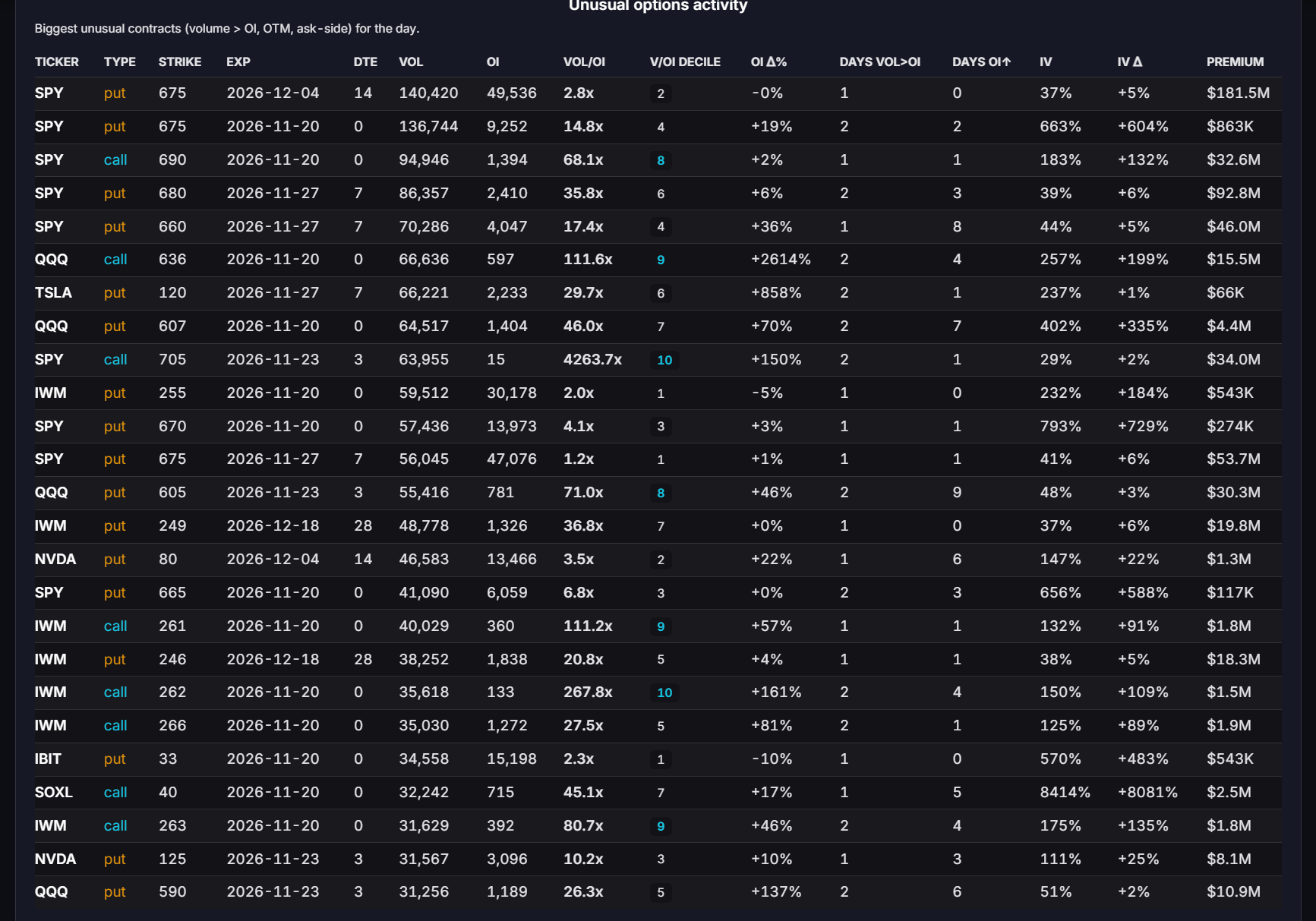 Unusual options activity
Biggest unusual contracts (volume > OI, OTM, ask-side) for the day.
TICKER TYPE STRIKE EXP DTE VOL OI VOL/OI V/OI DECILE OI Δ% DAYS VOL>OI DAYS OI↑ IV IV Δ PREMIUM
SPY put 675 2026-12-04 14 140,420 49,536 2.8x 2 -0% 1 0 37% +5% $181.5M
SPY put 675 2026-11-20 0 136,744 9,252 14.8x 4 +19% 2 2 663% +604% $863K
SPY call 690 2026-11-20 0 94,946 1,394 68.1x 8 +2% 1 1 183% +132% $32.6M
SPY put 680 2026-11-27 7 86,357 2,410 35.8x 6 +6% 2 3 39% +6% $92.8M
SPY put 660 2026-11-27 7 70,286 4,047 17.4x 4 +36% 1 8 44% +5% $46.0M
QQQ call 636 2026-11-20 0 66,636 597 111.6x 9 +2614% 2 4 257% +199% $15.5M
TSLA put 120 2026-11-27 7 66,221 2,233 29.7x 6 +858% 2 1 237% +1% $66K
QQQ put 607 2026-11-20 0 64,517 1,404 46.0x 7 +70% 2 7 402% +335% $4.4M
SPY call 705 2026-11-23 3 63,955 15 4263.7x 10 +150% 2 1 29% +2% $34.0M
IWM put 255 2026-11-20 0 59,512 30,178 2.0x 1 -5% 1 0 232% +184% $543K
SPY put 670 2026-11-20 0 57,436 13,973 4.1x 3 +3% 1 1 793% +729% $274K
SPY put 675 2026-11-27 7 56,045 47,076 1.2x 1 +1% 1 1 41% +6% $53.7M
QQQ put 605 2026-11-23 3 55,416 781 71.0x 8 +46% 2 9 48% +3% $30.3M
IWM put 249 2026-12-18 28 48,778 1,326 36.8x 7 +0% 1 0 37% +6% $19.8M
NVDA put 80 2026-12-04 14 46,583 13,466 3.5x 2 +22% 1 6 147% +22% $1.3M
SPY put 665 2026-11-20 0 41,090 6,059 6.8x 3 +0% 2 3 656% +588% $117K
IWM call 261 2026-11-20 0 40,029 360 111.2x 9 +57% 1 1 132% +91% $1.8M
IWM put 246 2026-12-18 28 38,252 1,838 20.8x 5 +4% 1 1 38% +5% $18.3M
IWM call 262 2026-11-20 0 35,618 133 267.8x 10 +161% 2 4 150% +109% $1.5M
IWM call 266 2026-11-20 0 35,030 1,272 27.5x 5 +81% 2 1 125% +89% $1.9M
IBIT put 33 2026-11-20 0 34,558 15,198 2.3x 1 -10% 1 0 570% +483% $543K
SOXL call 40 2026-11-20 0 32,242 715 45.1x 7 +17% 1 5 8414% +8081% $2.5M
IWM call 263 2026-11-20 0 31,629 392 80.7x 9 +46% 2 4 175% +135% $1.8M
NVDA put 125 2026-11-23 3 31,567 3,096 10.2x 3 +10% 1 3 111% +25% $8.1M
QQQ put 590 2026-11-23 3 31,256 1,189 26.3x 5 +137% 2 6 51% +2% $10.9M